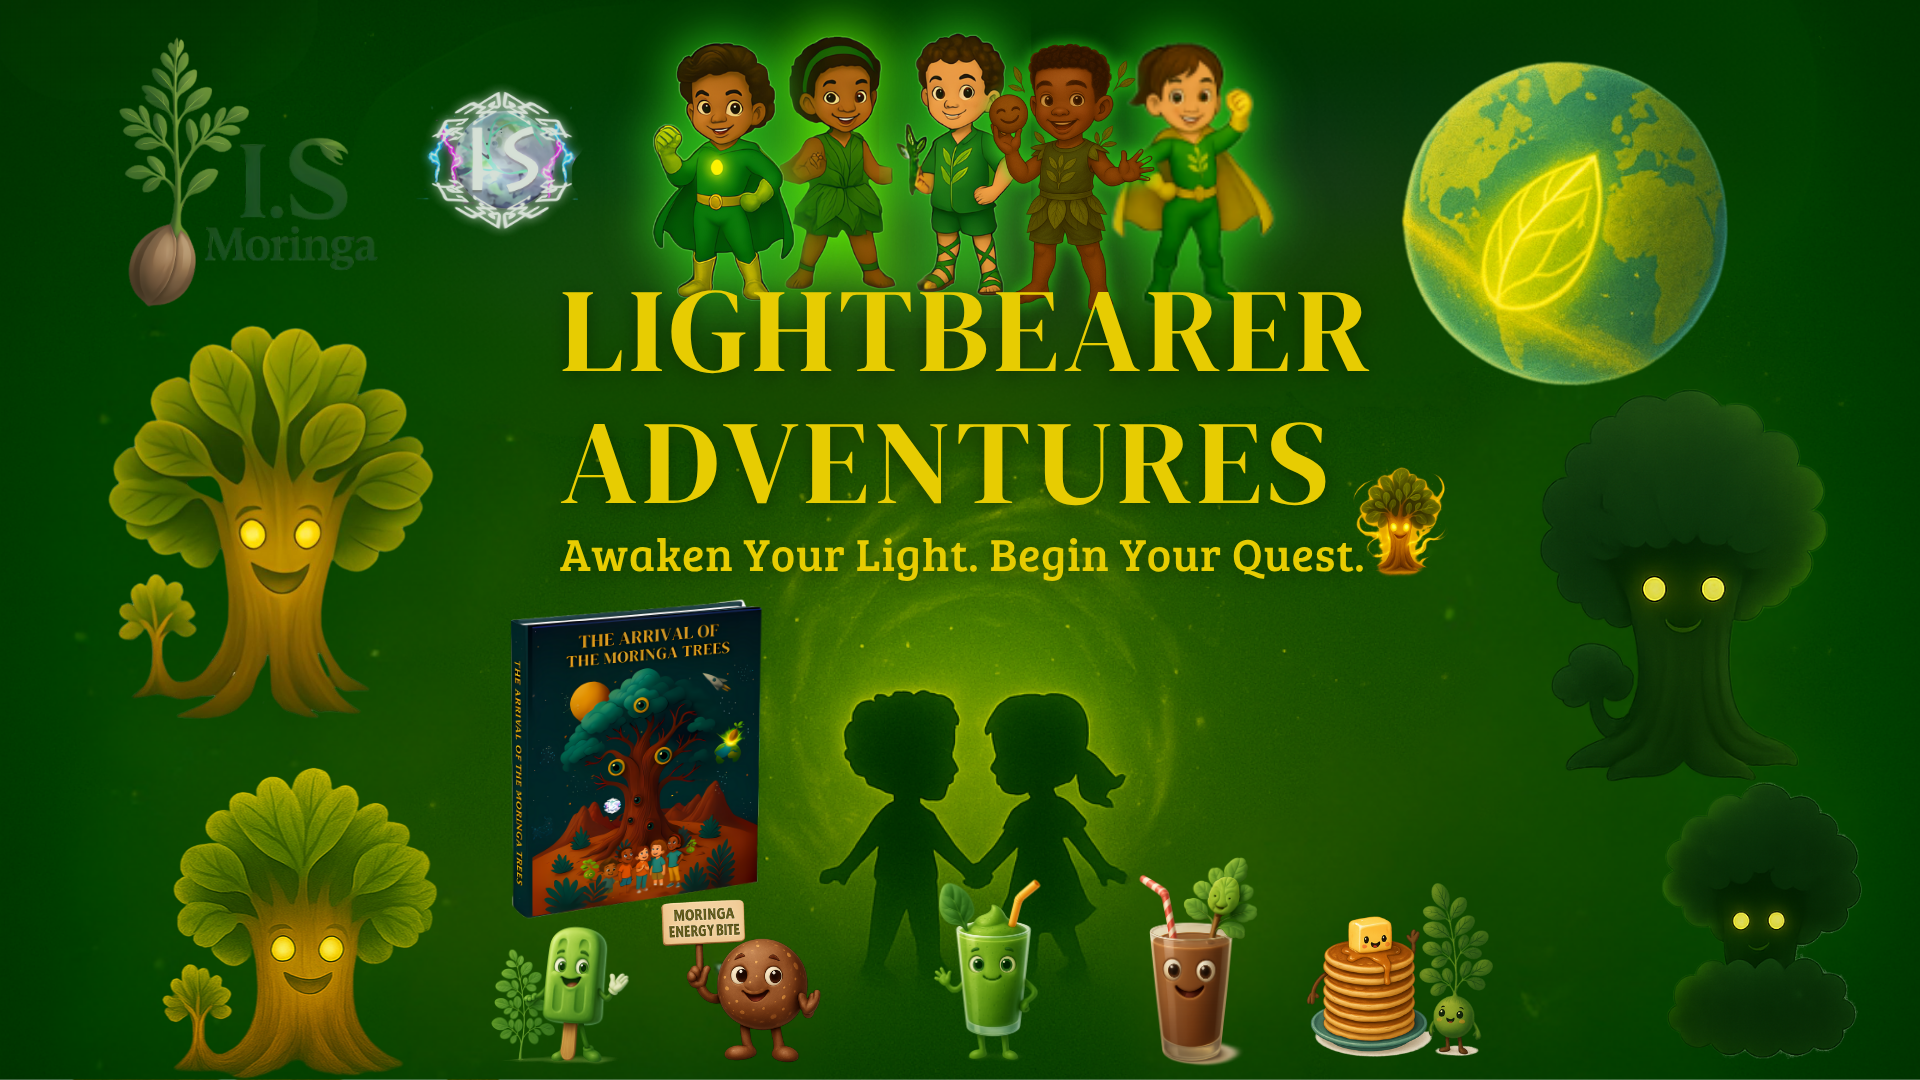 I.S
Moringa
IS
LIGHTBEARER
ADVENTURES
Awaken Your Light. Begin Your Quest.
THE ARRIVAL OF
THE MORINGA TREES
THE ARRIVAL OF THE MORINGA TREES
MORINGA
ENERGY BITE